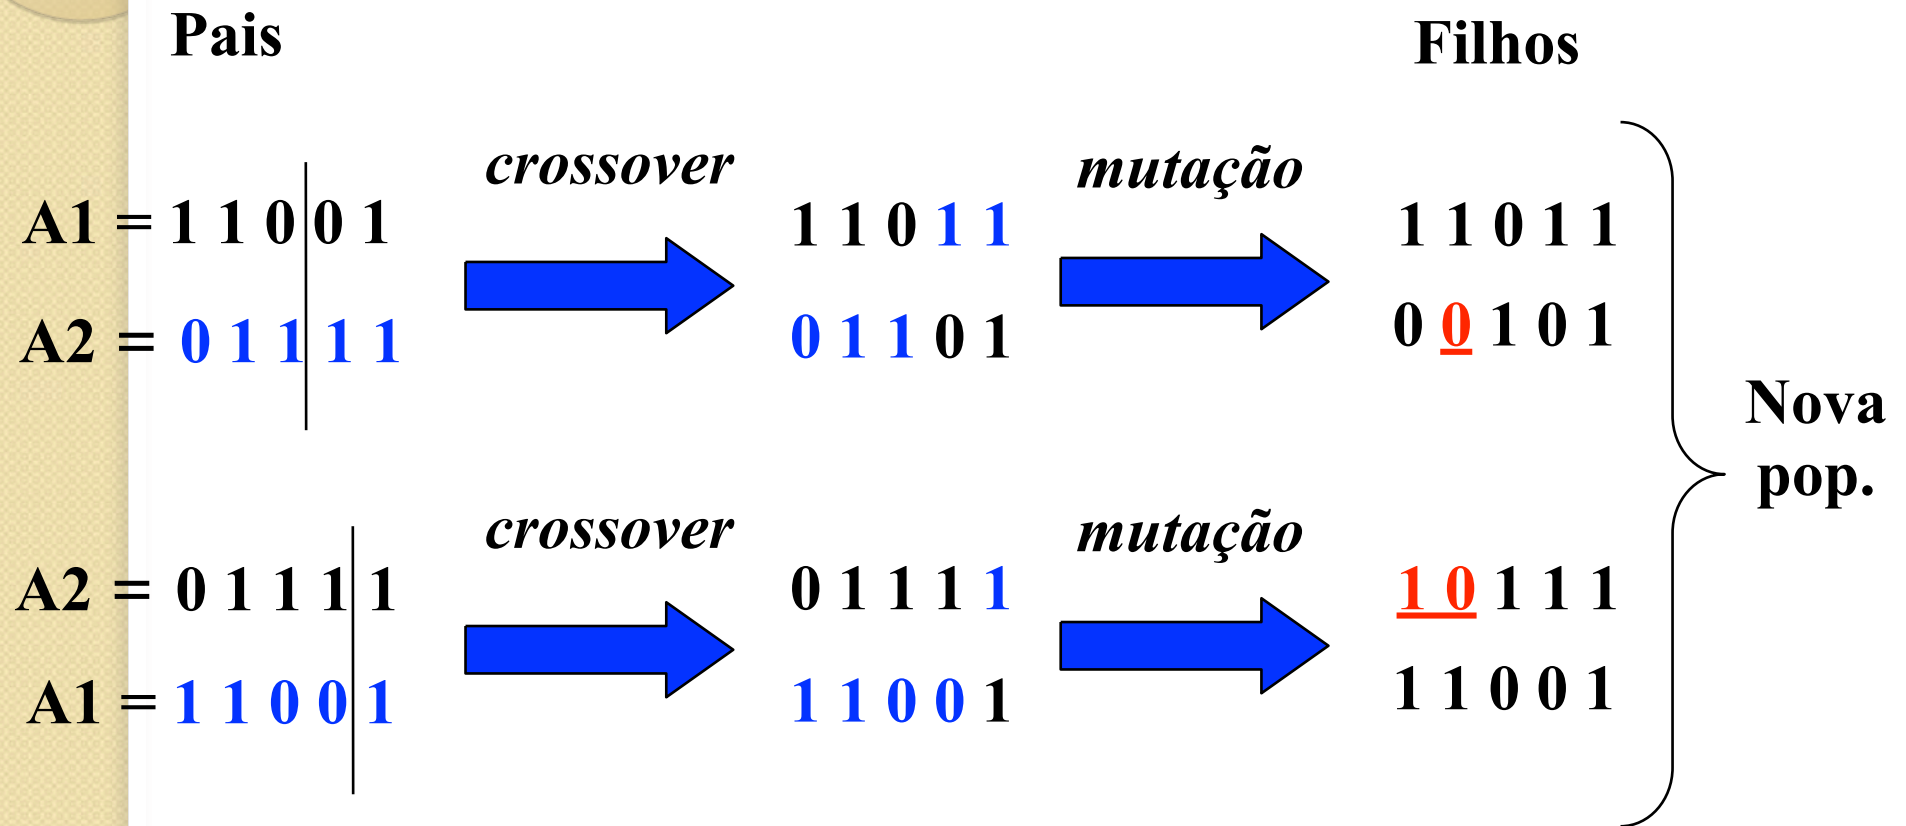 Pais Filhos
crossover mutação
A1 = 1 1 0 0 1 1 1 0 1 1 1 1 0 1 1
A2 = 0 1 1 1 1 0 1 1 0 1 0 0 1 0 1
Nova
pop.
crossover mutação
A2 = 0 1 1 1 1 0 1 1 1 1 1 0 1 1 1
A1 = 1 1 0 0 1 1 1 0 0 1 1 1 0 0 1